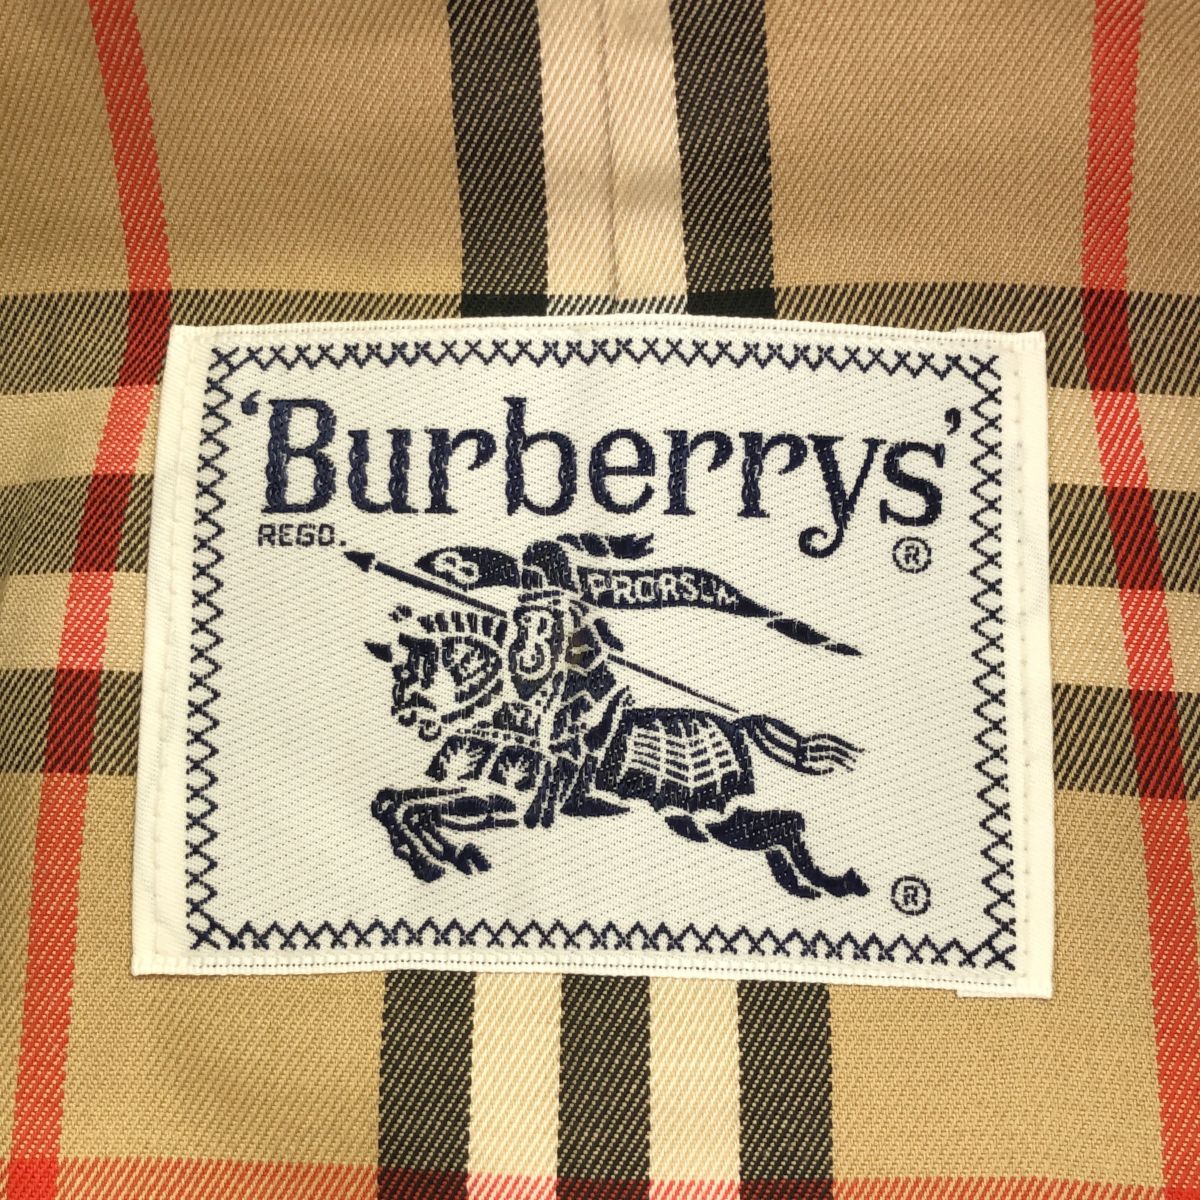 'Burberrys'
REGD.
®
B PRORSUM
B
®